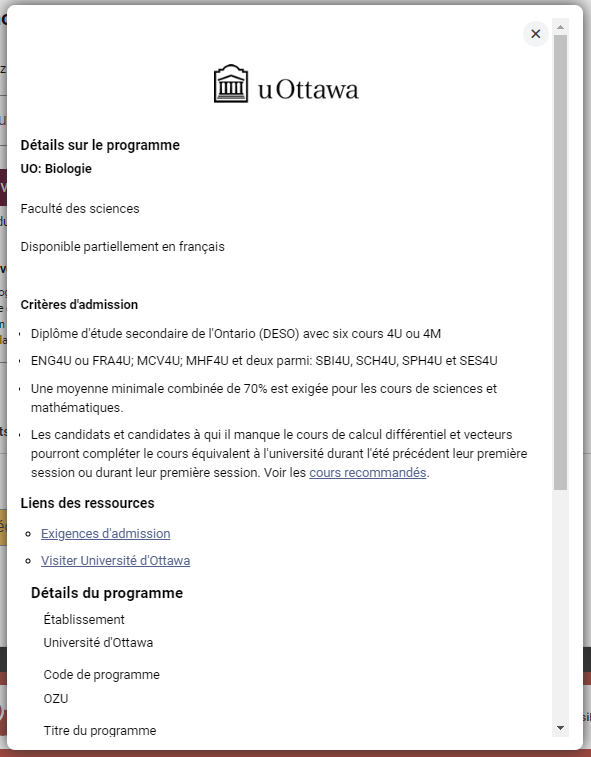 uOttawa
Détails sur le programme
UO: Biologie
Faculté des sciences
Disponible partiellement en français
Critères d'admission
Diplôme d'étude secondaire de l'Ontario (DESO) avec six cours 4U ou 4M
ENG4U ou FRA4U; MCV4U; MHF4U et deux parmi: SBI4U, SCH4U, SPH4U et SES4U
Une moyenne minimale combinée de 70% est exigée pour les cours de sciences et
mathématiques.
Les candidats et candidates à qui il manque le cours de calcul différentiel et vecteurs
pourront compléter le cours équivalent à l'université durant l'été précédent leur première
session ou durant leur première session. Voir les cours recommandés.
Liens des ressources
Exigences d'admission
Visiter Université d'Ottawa
Détails du programme
Établissement
Université d'Ottawa
Code de programme
OZU
Titre du programme